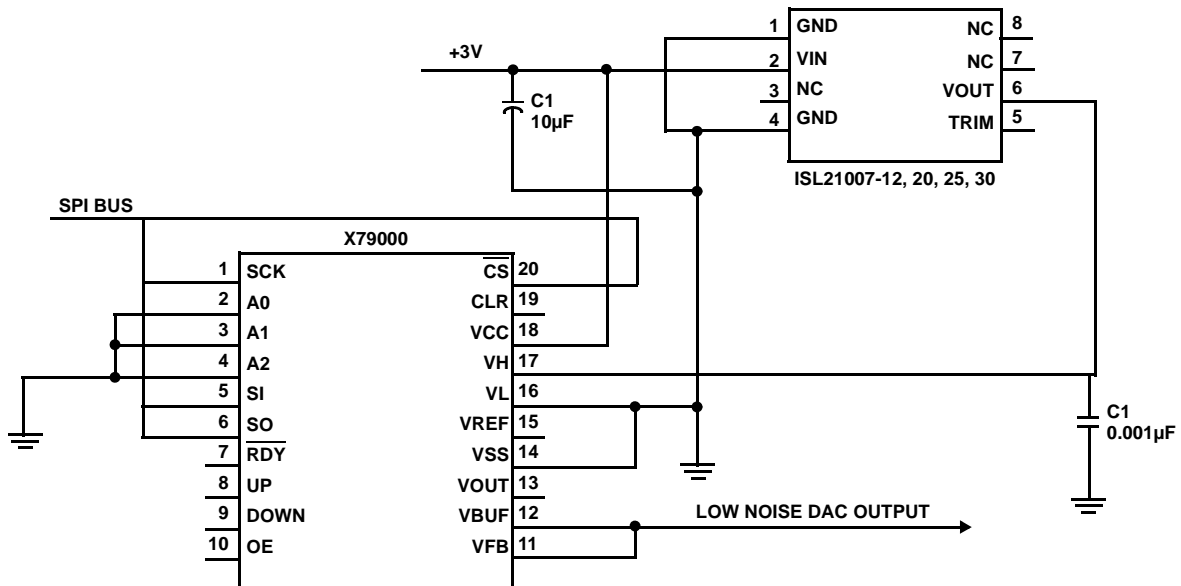 1 GND NC 8
2 VIN NC 7
3 NC VOUT 6
4 GND TRIM 5
ISL21007-12, 20, 25, 30
+3V
C1
10µF
SPI BUS
X79000
1 SCK CS 20
2 A0 CLR 19
3 A1 VCC 18
4 A2 VH 17
5 SI VL 16
6 SO VREF 15
7 RDY VSS 14
8 UP VOUT 13
9 DOWN VBUF 12
10 OE VFB 11
C1
0.001µF
LOW NOISE DAC OUTPUT